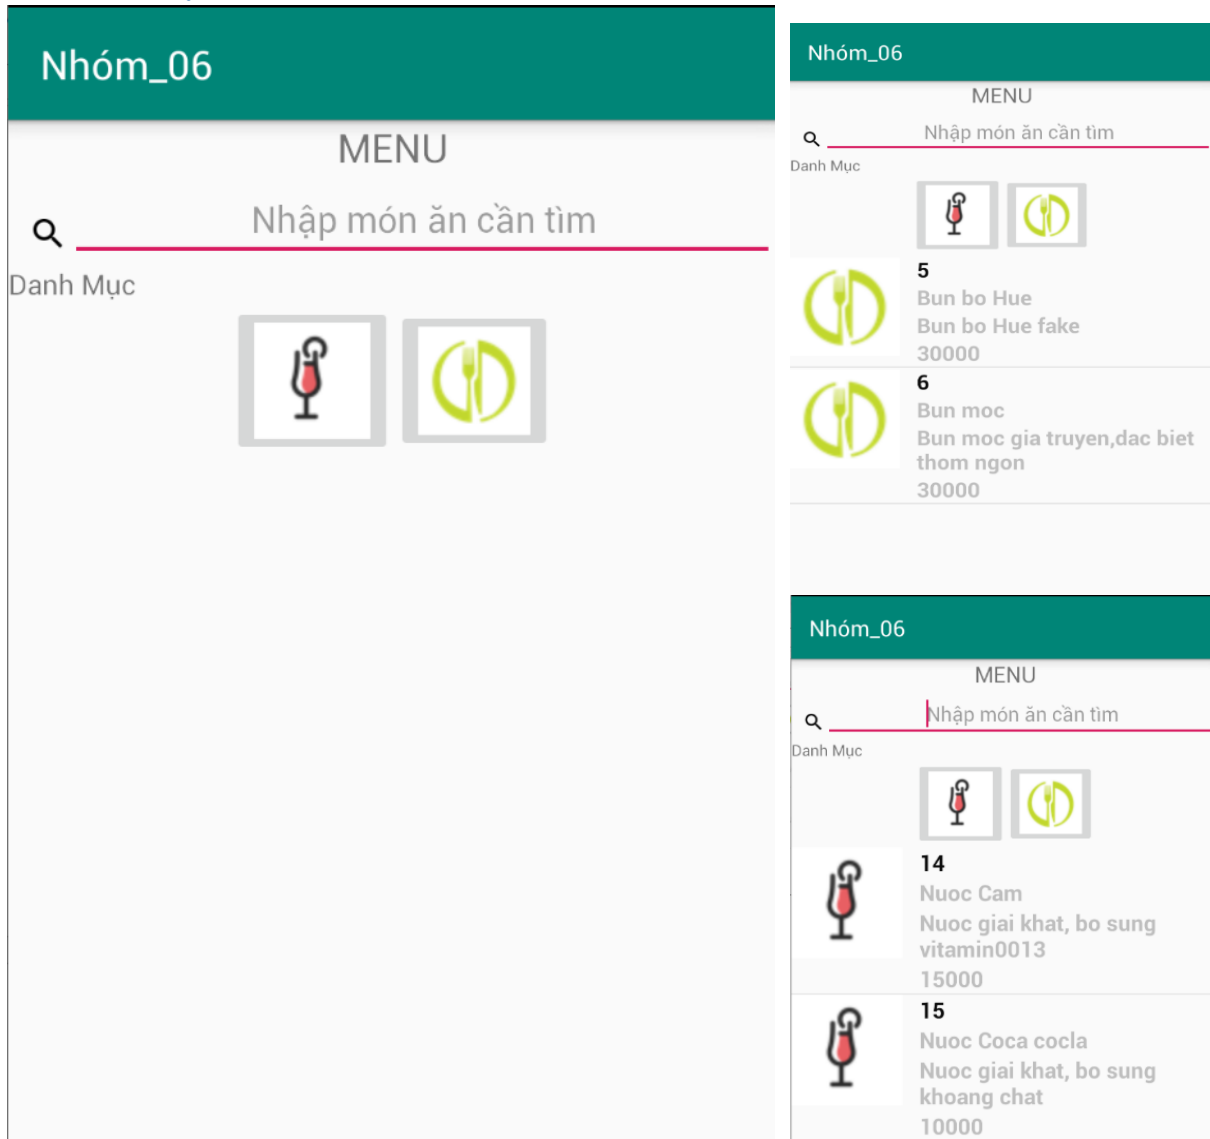 Nhóm_06
MENU
Nhập món ăn cần tìm
Danh Mục
Nhóm_06
MENU
Nhập món ăn cần tìm
Danh Mục
5
Bun bo Hue
Bun bo Hue fake
30000
6
Bun moc
Bun moc gia truyen,dac biet
thom ngon
30000
Nhóm_06
MENU
Nhập món ăn cần tìm
Danh Mục
14
Nuoc Cam
Nuoc giai khat, bo sung
vitamin0013
15000
15
Nuoc Coca cocla
Nuoc giai khat, bo sung
khoang chat
10000